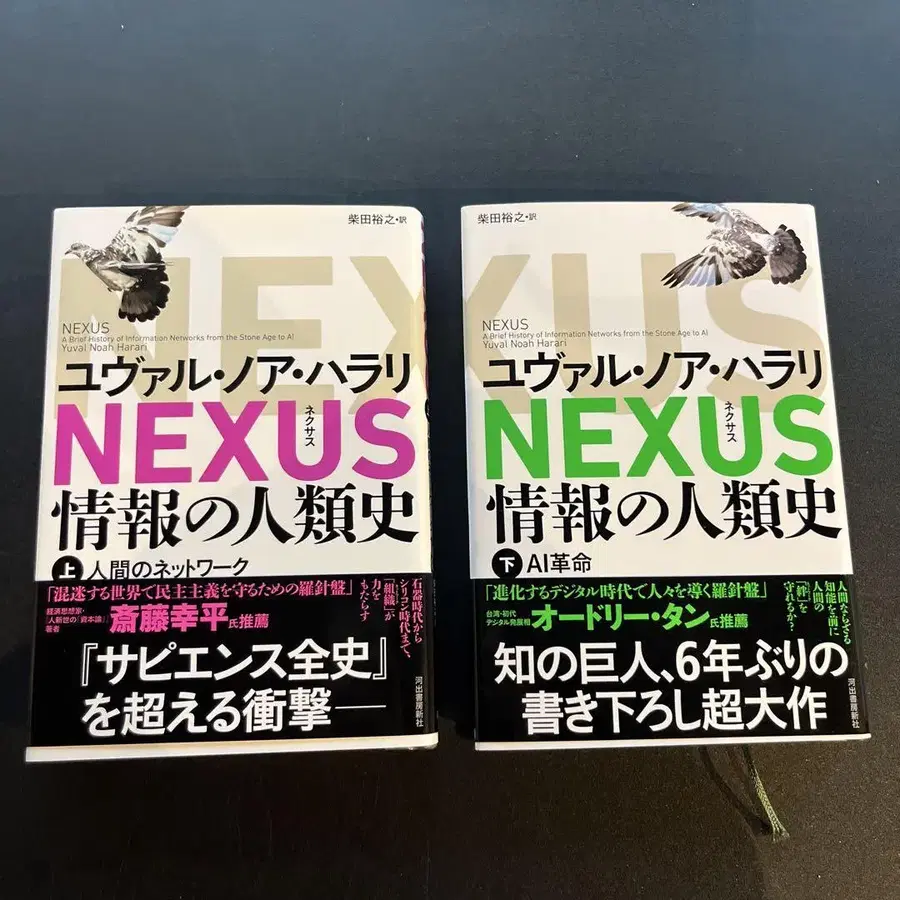 柴田裕之・訳
NEXUS
NEXUS
A Brief History of Information Networks from the Stone Age to AI
Yuval Noah Harari
ユヴァル・ノア・ハラリ
NEXUS
ネクサス
情報の人類史
上 人間のネットワーク
「混迷する世界で民主主義を守るための羅針盤」
経済思想家・
『人新世の「資本論」』
著者
斎藤幸平氏推薦
石器時代から
シリコン時代まで、
「組織」が
力を
もたらす
『サピエンス全史』
を超える衝撃――
河出書房新社
柴田裕之・訳
NEXUS
NEXUS
A Brief History of Information Networks from the Stone Age to AI
Yuval Noah Harari
ユヴァル・ノア・ハラリ
NEXUS
ネクサス
情報の人類史
下 AI革命
「進化するデジタル時代で人々を導く羅針盤」
台湾・初代
デジタル発展相
オードリー・タン氏推薦
人間ならざる
知能を前に
人間の
「絆」を
守れるか?
知の巨人、6年ぶりの
書き下ろし超大作
河出書房新社